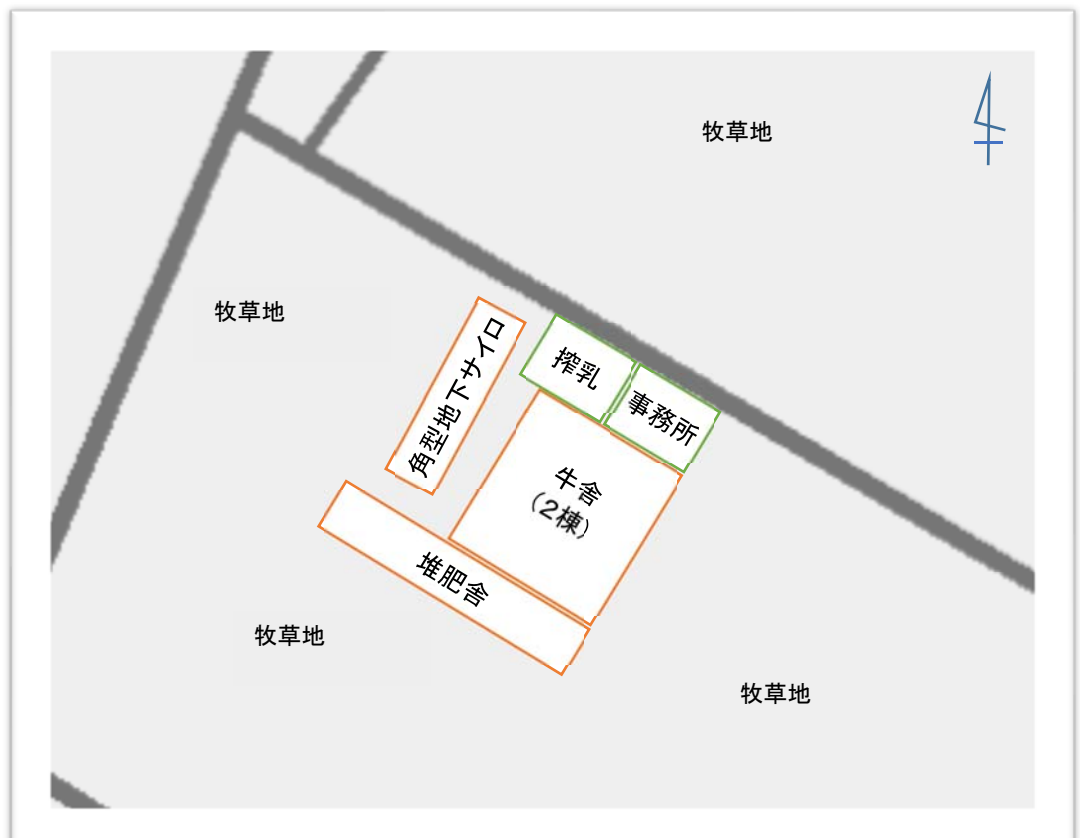 牧草地
牧草地
角型地下サイロ
搾乳
事務所
牛舎
（２棟）
堆肥舎
牧草地
牧草地